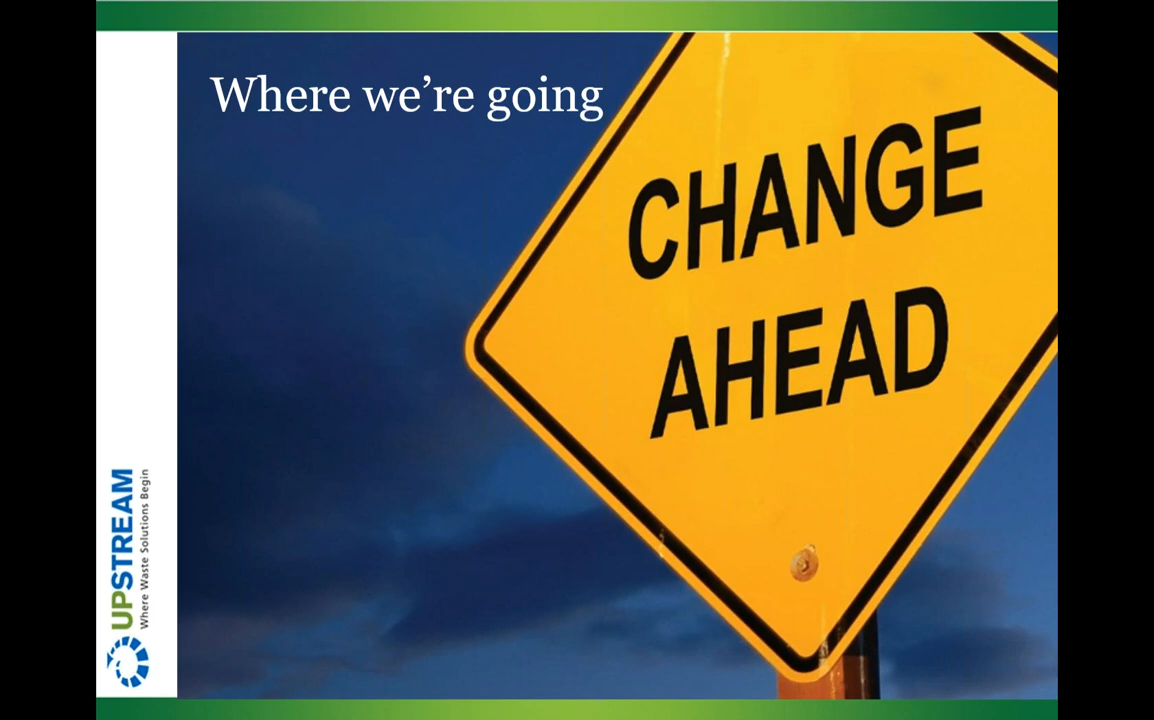 Where we’re going
CHANGE
AHEAD
UPSTREAM
Where Waste Solutions Begin